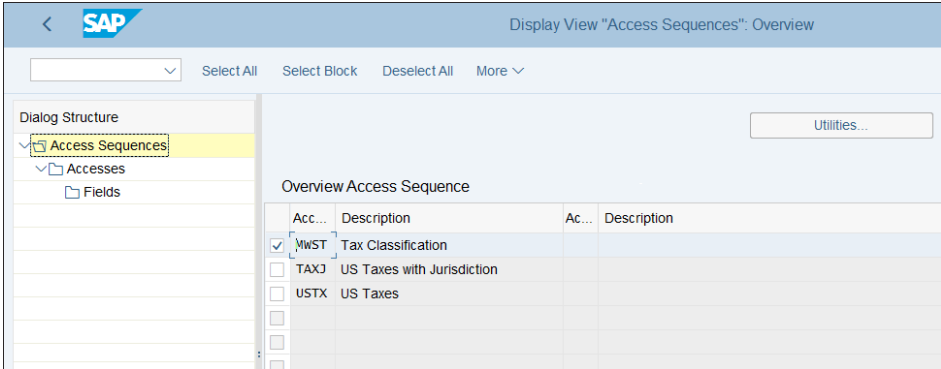 SAP
Display View "Access Sequences": Overview
Select All Select Block Deselect All More
Dialog Structure
Utilities...
Access Sequences
Accesses
Fields
Overview Access Sequence
Acc... Description Ac... Description
MWST Tax Classification
TAXJ US Taxes with Jurisdiction
USTX US Taxes